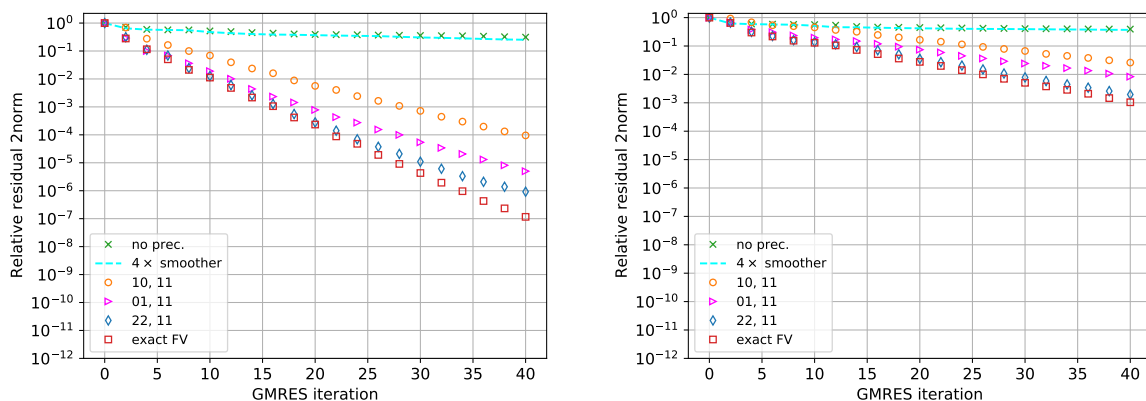 10⁰
10⁻¹
10⁻²
10⁻³
10⁻⁴
10⁻⁵
10⁻⁶
10⁻⁷
10⁻⁸
10⁻⁹
10⁻¹⁰
10⁻¹¹
10⁻¹²
Relative residual 2norm
no prec.
4× smoother
10, 11
01, 11
22, 11
exact FV
0 5 10 15 20 25 30 35 40
GMRES iteration
10⁰
10⁻¹
10⁻²
10⁻³
10⁻⁴
10⁻⁵
10⁻⁶
10⁻⁷
10⁻⁸
10⁻⁹
10⁻¹⁰
10⁻¹¹
10⁻¹²
Relative residual 2norm
no prec.
4× smoother
10, 11
01, 11
22, 11
exact FV
0 5 10 15 20 25 30 35 40
GMRES iteration